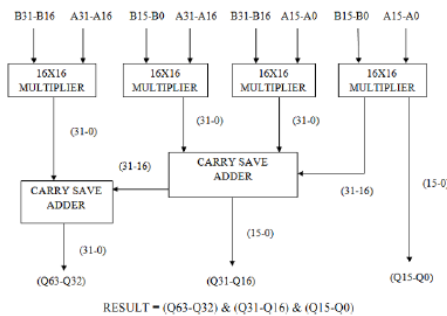 B31-B16 A31-A16 B15-B0 A31-A16 B31-B16 A15-A0 B15-B0 A15-A0
16X16 MULTIPLIER
16X16 MULTIPLIER
16X16 MULTIPLIER
16X16 MULTIPLIER
(31-0) (31-0) (31-0)
(31-16)
CARRY SAVE
ADDER
(31-16)
(15-0)
CARRY SAVE
ADDER
(31-0)
(15-0)
(Q63-Q32) (Q31-Q16) (Q15-Q0)
RESULT = (Q63-Q32) & (Q31-Q16) & (Q15-Q0)